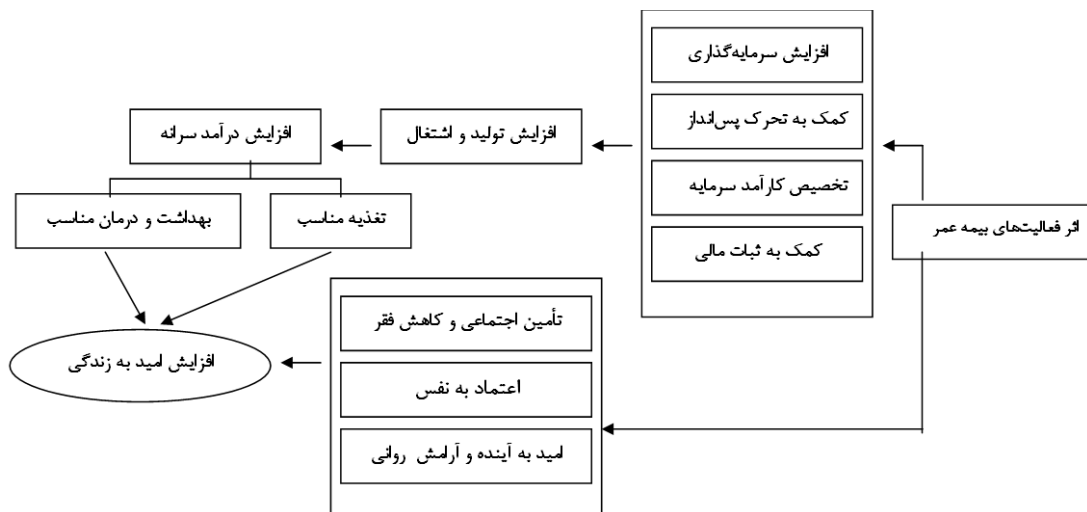 افزایش سرمایه‌گذاری
کمک به تحرک پس‌انداز
تخصیص کارآمد سرمایه
کمک به ثبات مالی
اثر فعالیت‌های بیمه عمر
افزایش تولید و اشتغال
افزایش درآمد سرانه
تغذیه مناسب
بهداشت و درمان مناسب
تأمین اجتماعی و کاهش فقر
اعتماد به نفس
امید به آینده و آرامش روانی
افزایش امید به زندگی